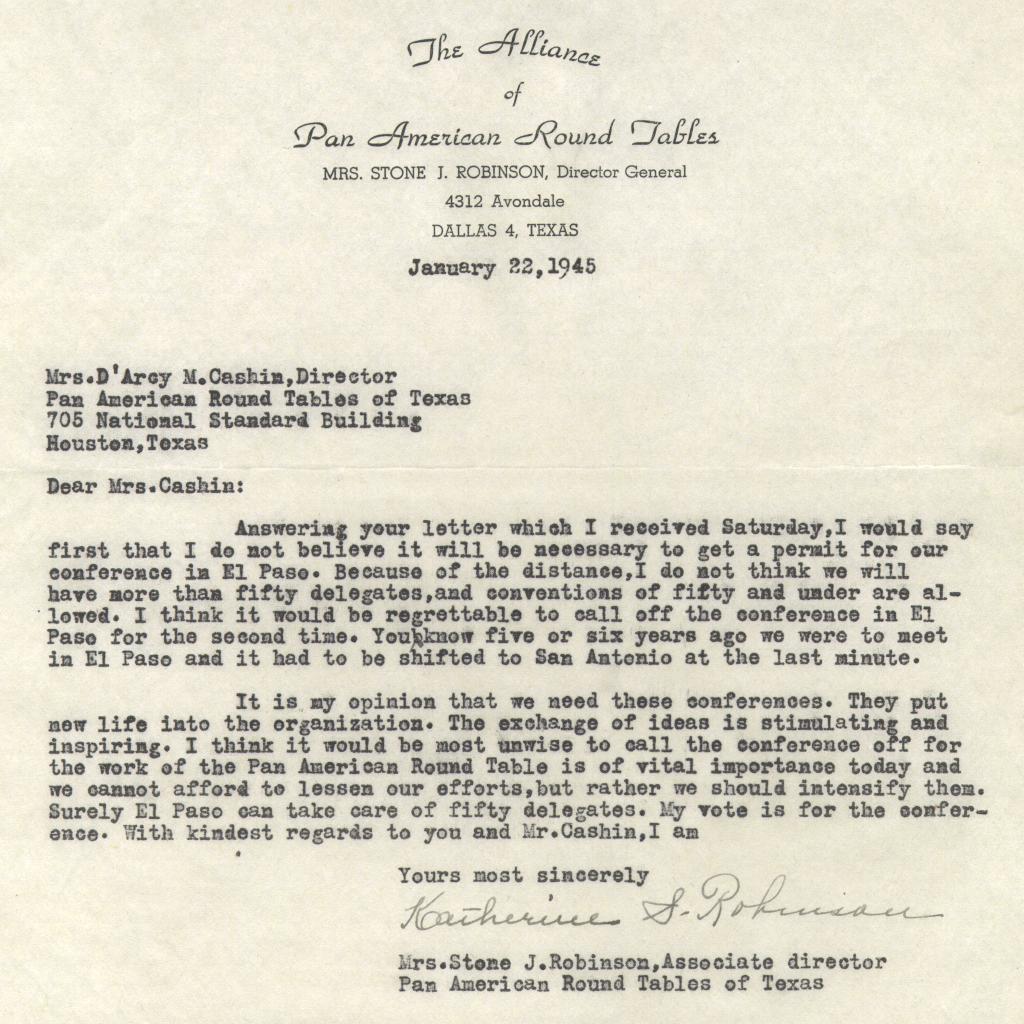 The Alliance
of
Pan American Round Tables
MRS. STONE J. ROBINSON, Director General
4312 Avondale
DALLAS 4, TEXAS
January 22,1945
Mrs.D'Arcy M.Cashin,Director
Pan American Round Tables of Texas
705 National Standard Building
Houston,Texas
Dear Mrs.Cashin:
Answering your letter which I received Saturday,I would say
first that I do not believe it will be necessary to get a permit for our
conference in El Paso. Because of the distance,I do not think we will
have more than fifty delegates,and conventions of fifty and under are al-
lowed. I think it would be regrettable to call off the conference in El
Paso for the second time. You know five or six years ago we were to meet
in El Paso and it had to be shifted to San Antonio at the last minute.
It is my opinion that we need these conferences. They put
new life into the organization. The exchange of ideas is stimulating and
inspiring. I think it would be most unwise to call the conference off for
the work of the Pan American Round Table is of vital importance today and
we cannot afford to lessen our efforts,but rather we should intensify them.
Surely El Paso can take care of fifty delegates. My vote is for the confer-
ence. With kindest regards to you and Mr.Cashin,I am
Yours most sincerely
Katherine S. Robinson
Mrs.Stone J.Robinson,Associate director
Pan American Round Tables of Texas